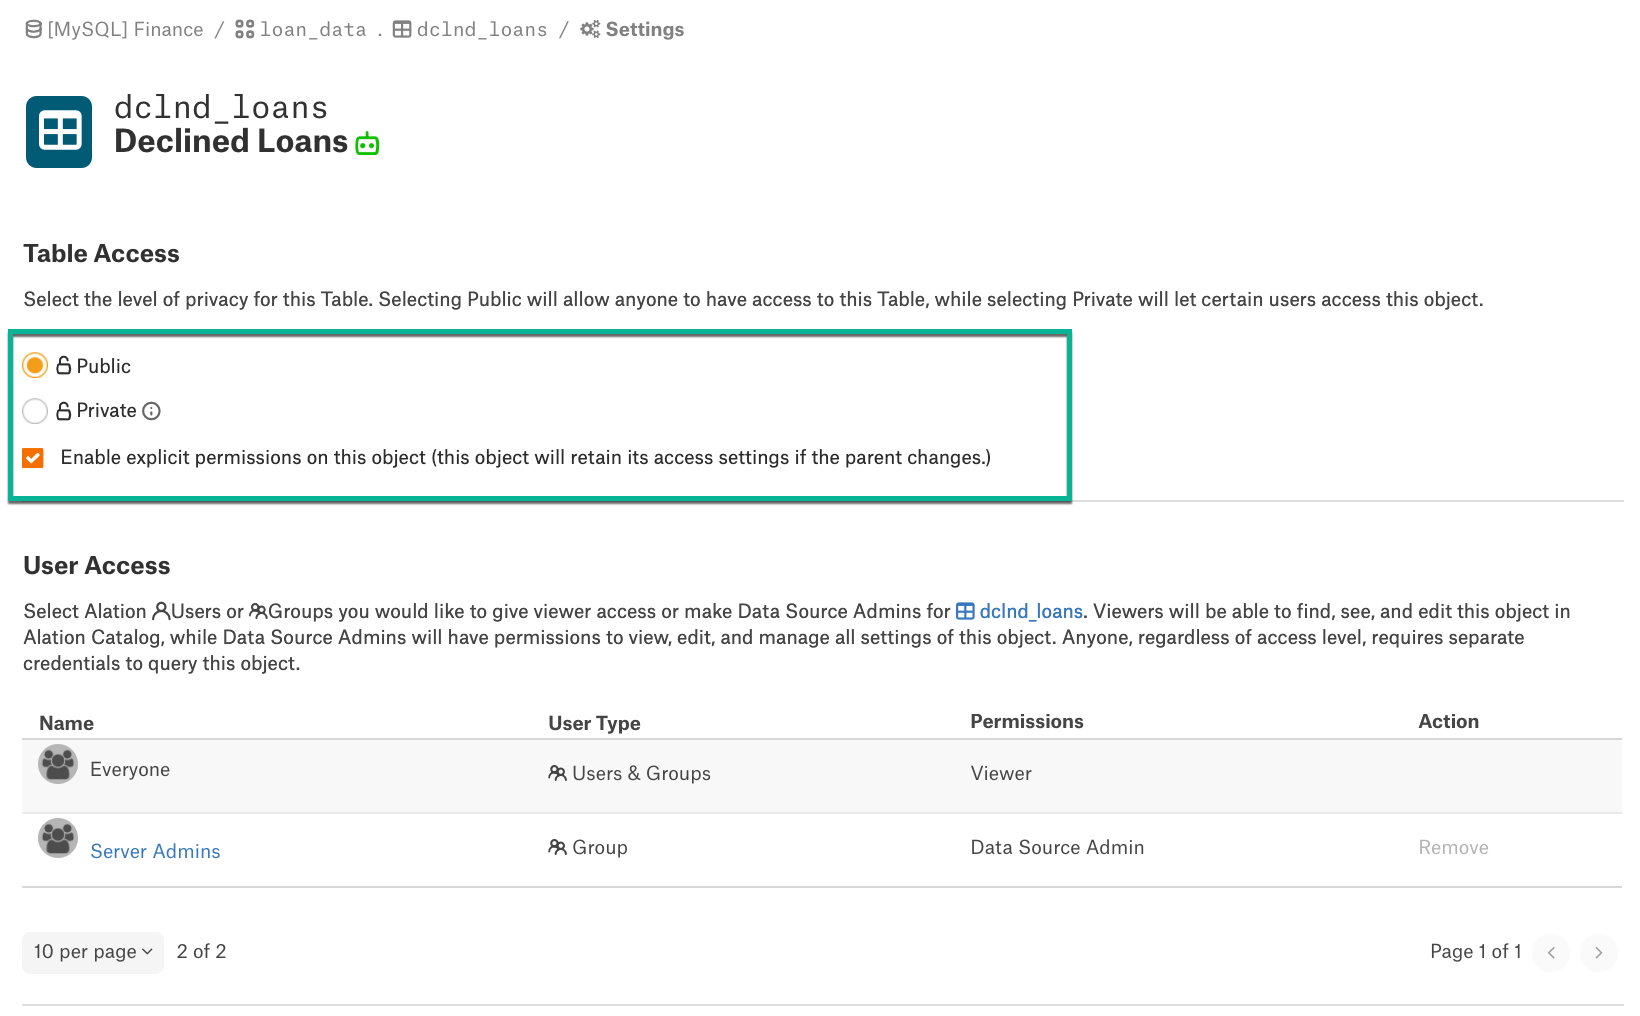 [MySQL] Finance / loan_data . dclnd_loans / Settings
dclnd_loans
Declined Loans
Table Access
Select the level of privacy for this Table. Selecting Public will allow anyone to have access to this Table, while selecting Private will let certain users access this object.
Public
Private
Enable explicit permissions on this object (this object will retain its access settings if the parent changes.)
User Access
Select Alation Users or Groups you would like to give viewer access or make Data Source Admins for dclnd_loans. Viewers will be able to find, see, and edit this object in
Alation Catalog, while Data Source Admins will have permissions to view, edit, and manage all settings of this object. Anyone, regardless of access level, requires separate
credentials to query this object.
Name User Type Permissions Action
Everyone Users & Groups Viewer
Server Admins Group Data Source Admin Remove
10 per page 2 of 2 Page 1 of 1